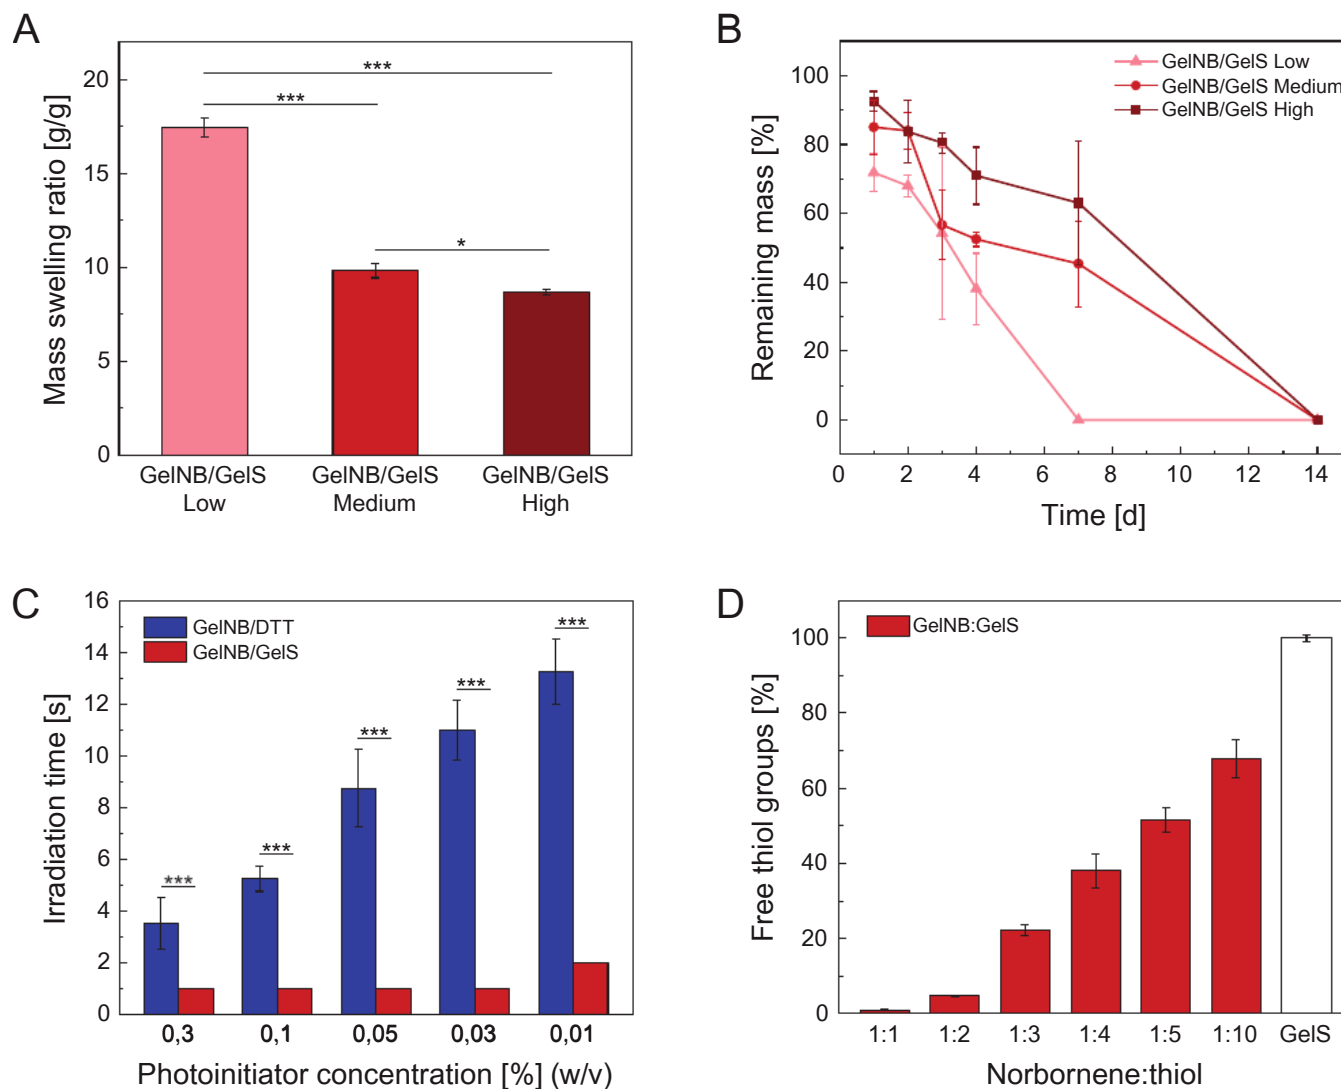 A
Mass swelling ratio [g/g]
20
15
10
5
0
***
***
*
GelNB/GelS
Low
GelNB/GelS
Medium
GelNB/GelS
High
B
Remaining mass [%]
100
80
60
40
20
0
GelNB/GelS Low
GelNB/GelS Medium
GelNB/GelS High
0 2 4 6 8 10 12 14
Time [d]
C
Irradiation time [s]
16
14
12
10
8
6
4
2
0
GelNB/DTT
GelNB/GelS
***
***
***
***
***
0,3 0,1 0,05 0,03 0,01
Photoinitiator concentration [%] (w/v)
D
Free thiol groups [%]
100
80
60
40
20
0
GelNB:GelS
1:1 1:2 1:3 1:4 1:5 1:10 GelS
Norbornene:thiol